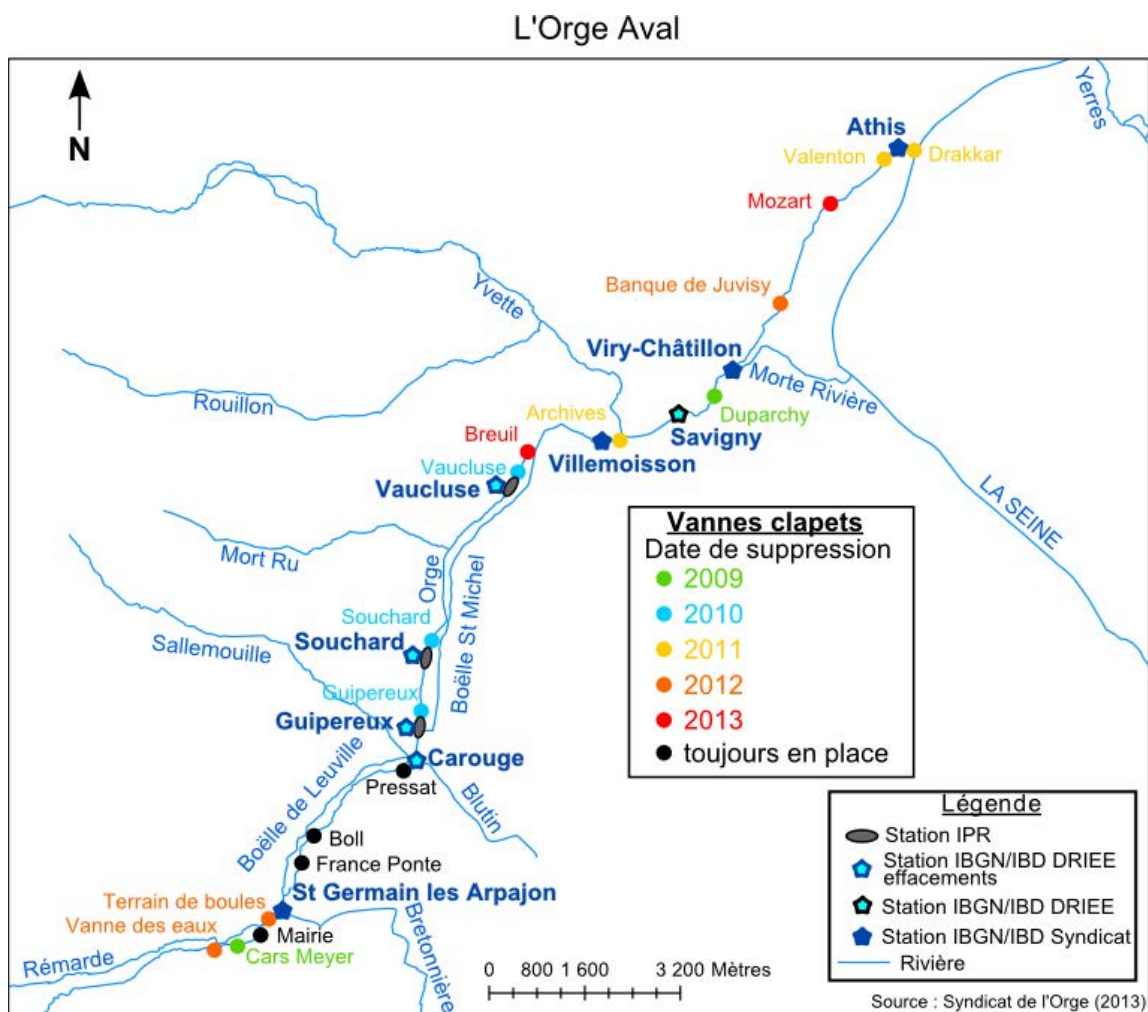 L'Orge Aval
N
Yerres
Athis
Valenton
Drakkar
Mozart
Banque de Juvisy
Yvette
Viry-Châtillon
Morte Rivière
Rouillon
Duparchy
Archives
Savigny
Breuil
Villemoisson
Vaucluse
Vaucluse
LA SEINE
Mort Ru
Orge
Boëlle St Michel
Souchard
Souchard
Sallemouille
Guipereux
Guipereux
Carouge
Pressat
Blutin
Boëlle de Leuville
Boll
France Ponte
St Germain les Arpajon
Terrain de boules
Vanne des eaux
Mairie
Cars Meyer
Rémarde
Bretonnière
Vannes clapets
Date de suppression
2009
2010
2011
2012
2013
toujours en place
Légende
Station IPR
Station IBGN/IBD DRIEE
effacements
Station IBGN/IBD DRIEE
Station IBGN/IBD Syndicat
Rivière
0 800 1 600 3 200 Mètres
Source : Syndicat de l'Orge (2013)